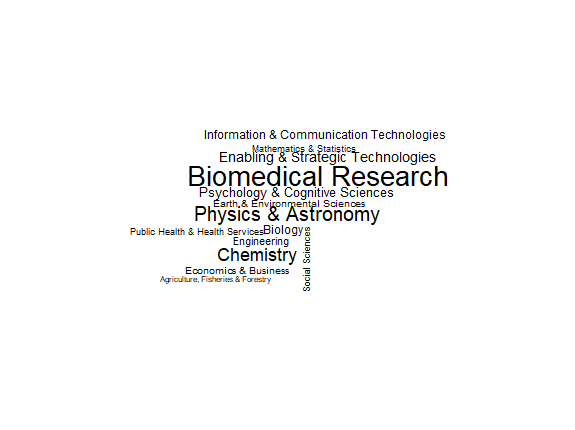 Information & Communication Technologies
Mathematics & Statistics
Enabling & Strategic Technologies
Biomedical Research
Psychology & Cognitive Sciences
Earth & Environmental Sciences
Physics & Astronomy
Public Health & Health Services
Biology
Engineering
Chemistry
Social Sciences
Economics & Business
Agriculture, Fisheries & Forestry